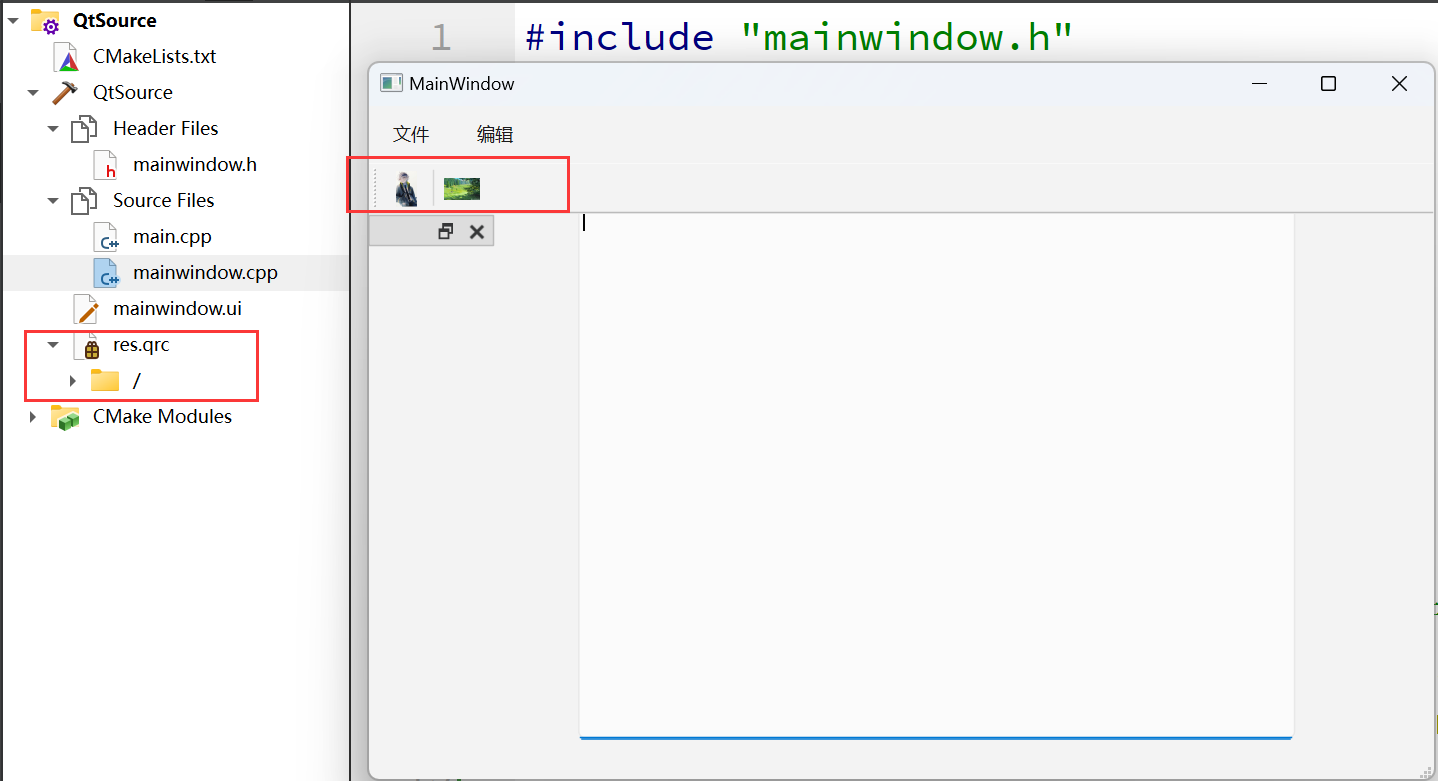 QtSource
CMakeLists.txt
QtSource
Header Files
mainwindow.h
Source Files
main.cpp
mainwindow.cpp
mainwindow.ui
res.qrc
/
CMake Modules
1 #include "mainwindow.h"
MainWindow
文件 编辑